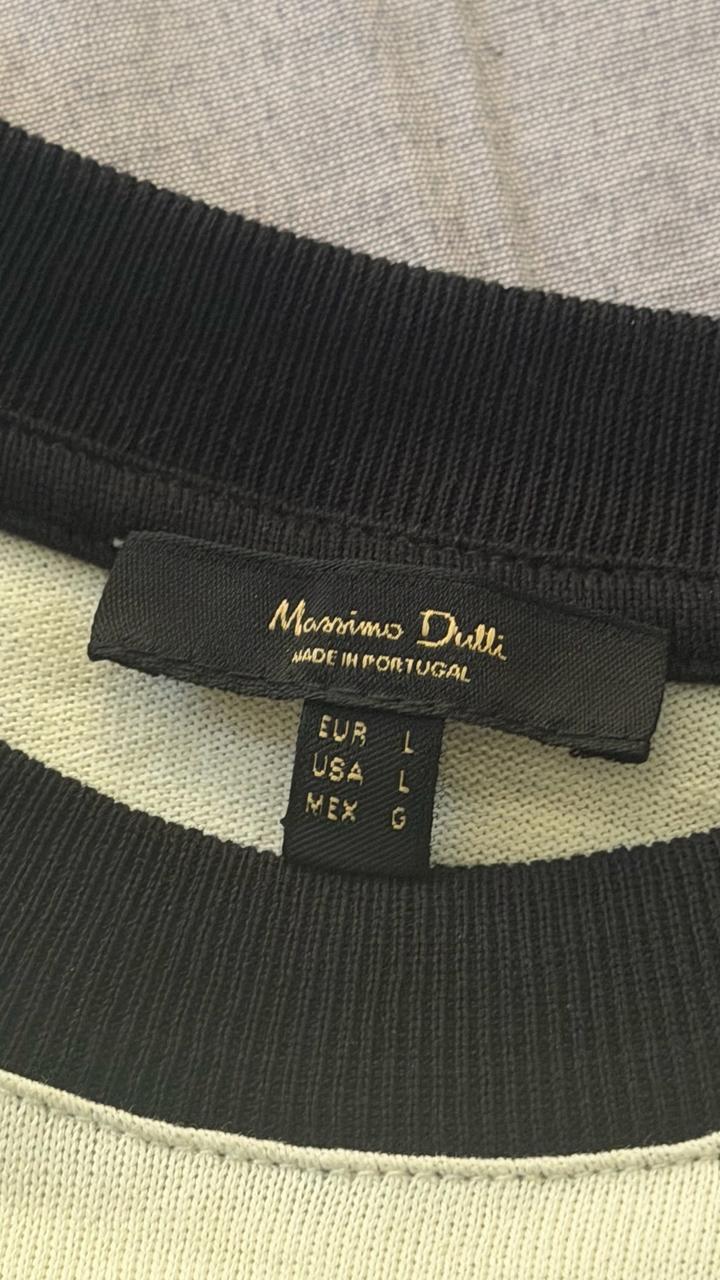 Massimo Dutti
MADE IN PORTUGAL
EUR L
USA L
MEX G